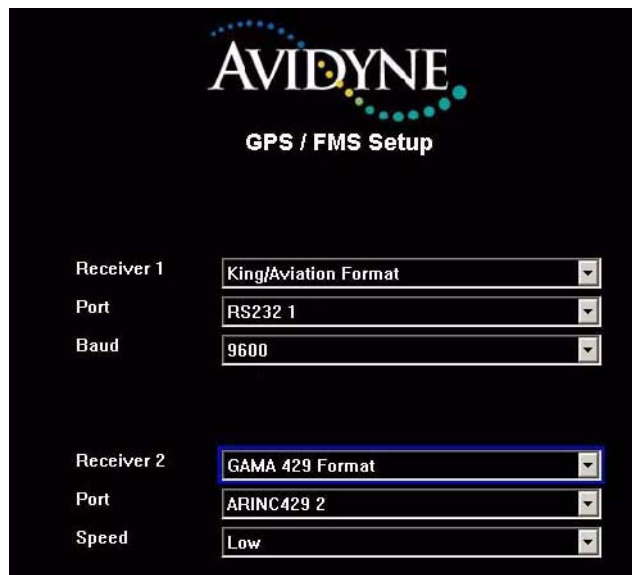 AVIDYNE
GPS / FMS Setup
Receiver 1 King/Aviation Format
Port RS232 1
Baud 9600
Receiver 2 GAMA 429 Format
Port ARINC429 2
Speed Low